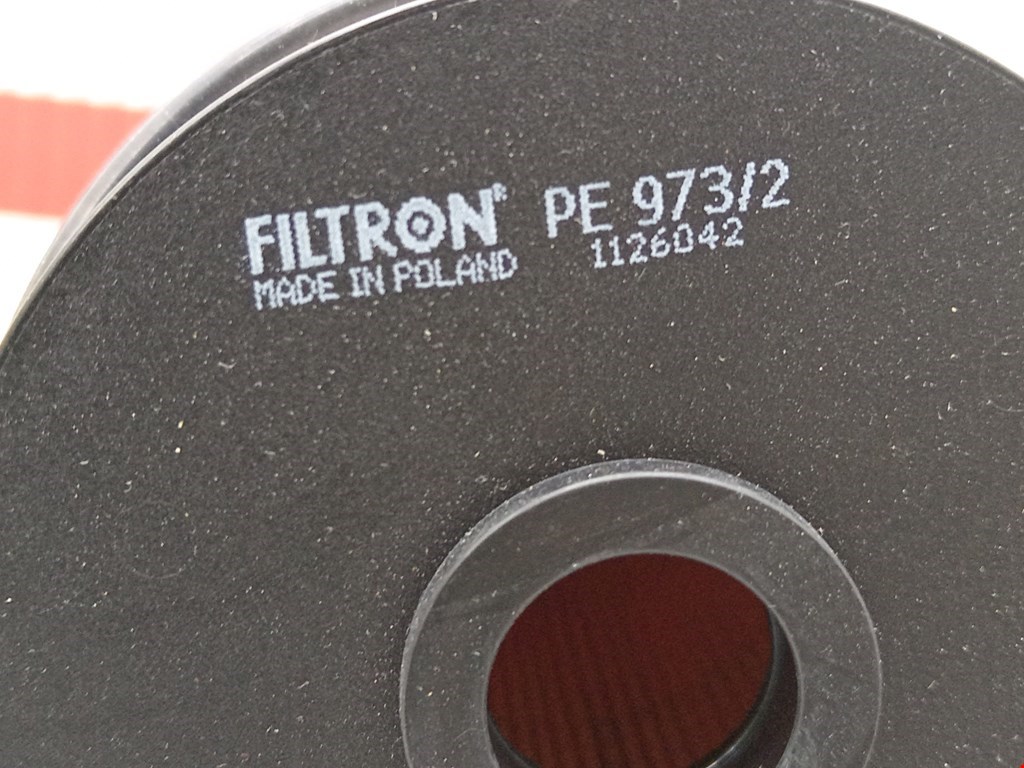 FILTRON® PE 973/2
MADE IN POLAND 1126042